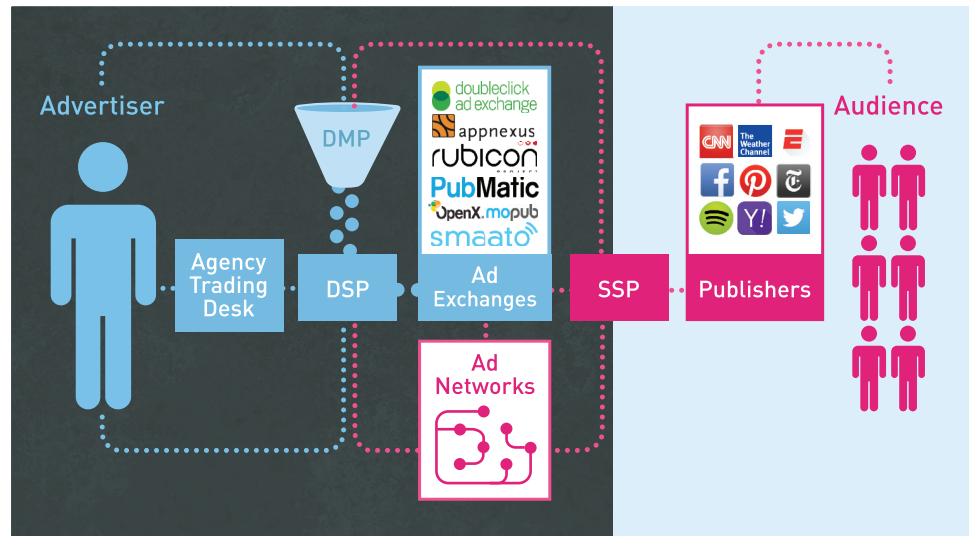 Advertiser
Agency
Trading
Desk
DMP
DSP
doubleclick
ad exchange
appnexus
rubicon
PROJECT
PubMatic
OpenX.
mopub
smaato
Ad
Exchanges
Ad
Networks
SSP
CNN
The
Weather
Channel
E
f
P
T
Y!
Publishers
Audience